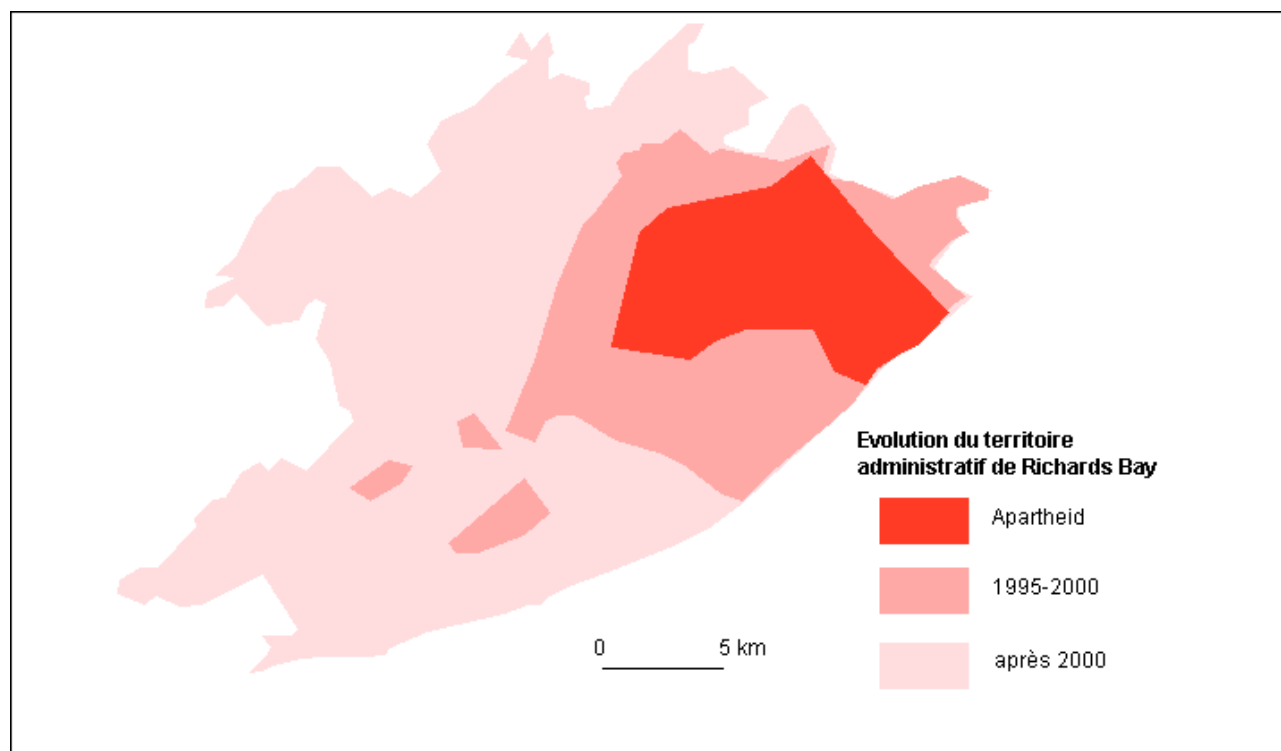 Evolution du territoire
administratif de Richards Bay
Apartheid
1995-2000
après 2000
0 5 km